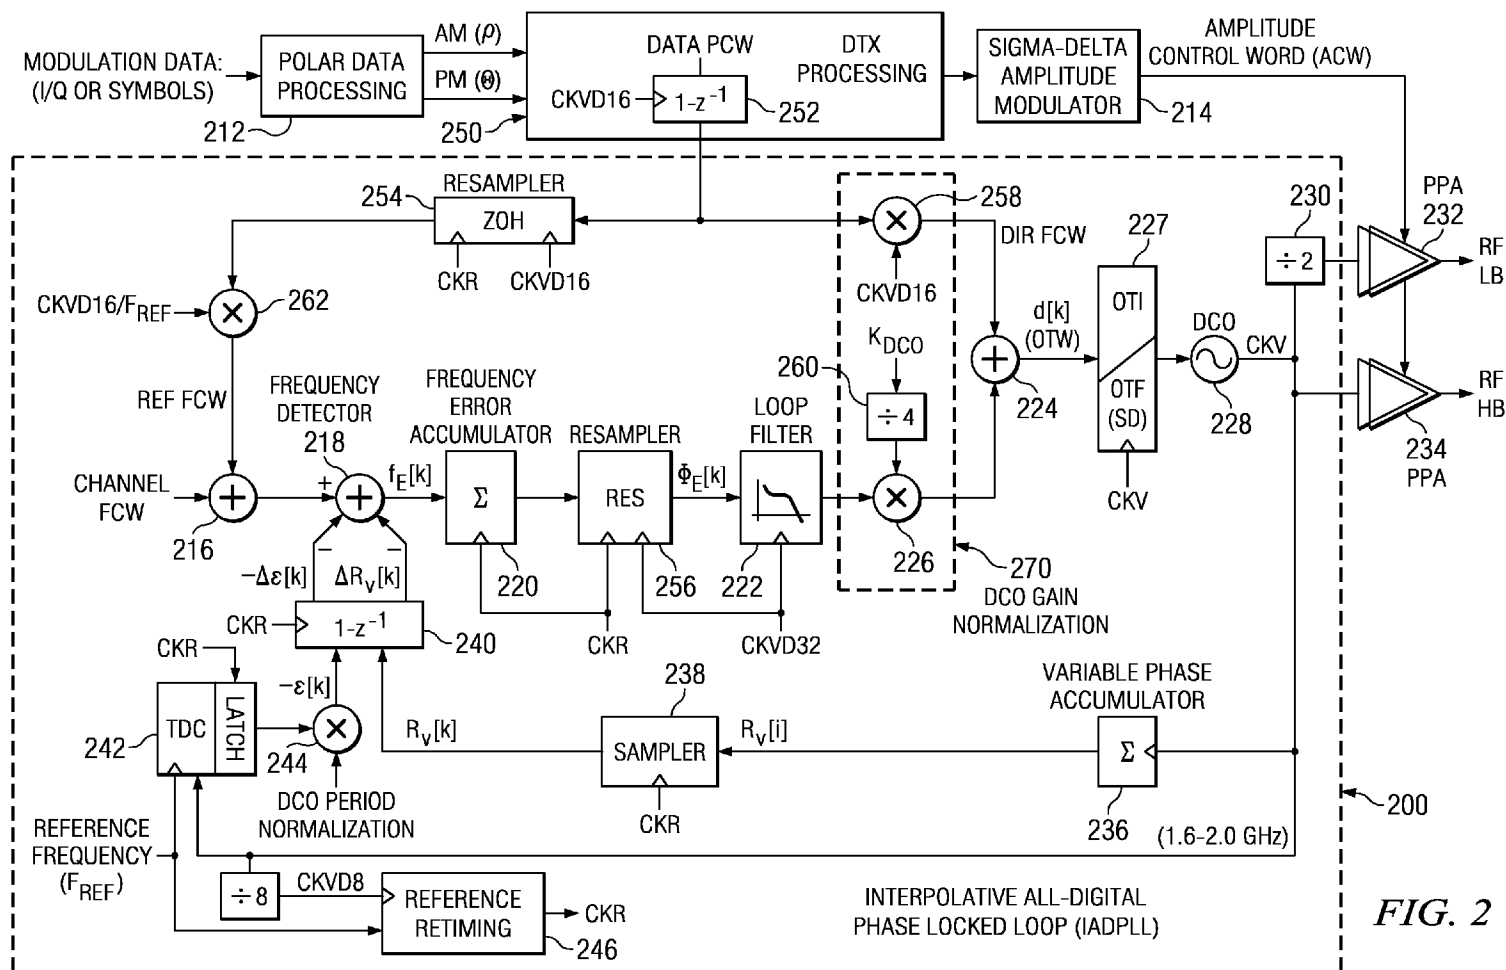 MODULATION DATA:
(I/Q OR SYMBOLS)
POLAR DATA
PROCESSING
212
AM (ρ)
PM (Θ)
250
DATA PCW
CKVD16
1-z⁻¹
252
DTX
PROCESSING
SIGMA-DELTA
AMPLITUDE
MODULATOR
214
AMPLITUDE
CONTROL WORD (ACW)
254
RESAMPLER
ZOH
CKR
CKVD16
258
CKVD16
DIR FCW
227
OTI
OTF
(SD)
CKV
230
÷2
PPA
232
RF
LB
CKVD16/F_REF
262
REF FCW
K_DCO
260
÷4
d[k]
(OTW)
224
DCO
228
CKV
RF
HB
234
PPA
CHANNEL
FCW
216
FREQUENCY
DETECTOR
218
+
-
-
f_E[k]
FREQUENCY
ERROR
ACCUMULATOR
Σ
220
RESAMPLER
RES
256
Φ_E[k]
LOOP
FILTER
222
226
270
DCO GAIN
NORMALIZATION
-Δε[k]
ΔR_v[k]
CKR
1-z⁻¹
240
CKR
CKVD32
CKR
TDC
LATCH
242
-ε[k]
244
DCO PERIOD
NORMALIZATION
R_v[k]
238
SAMPLER
CKR
R_v[i]
VARIABLE PHASE
ACCUMULATOR
Σ
236
(1.6-2.0 GHz)
200
REFERENCE
FREQUENCY
(F_REF)
÷8
CKVD8
REFERENCE
RETIMING
246
CKR
INTERPOLATIVE ALL-DIGITAL
PHASE LOCKED LOOP (IADPLL)
FIG. 2